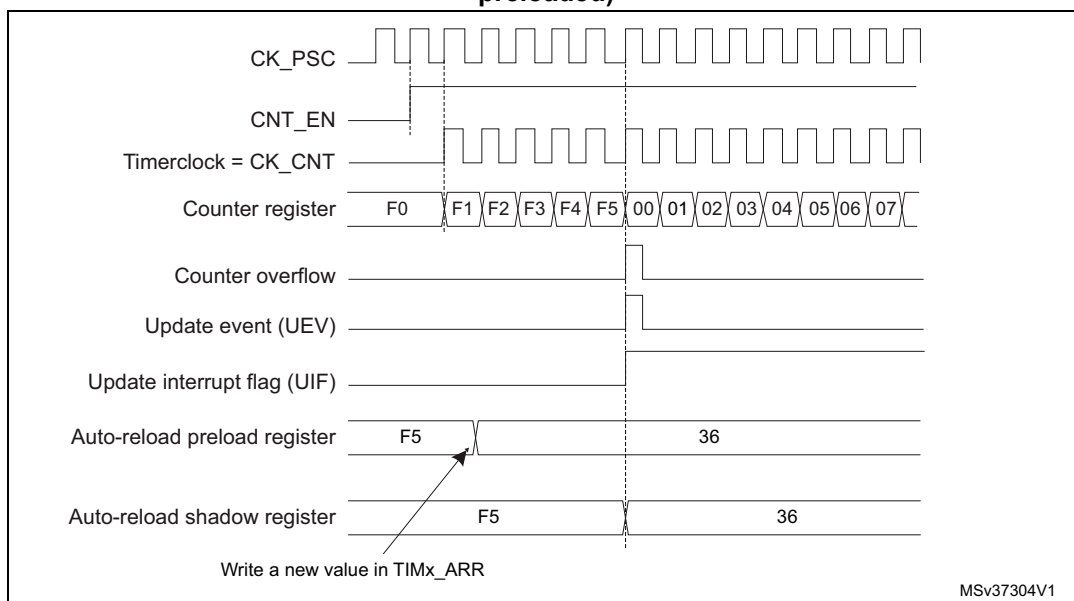 preloaded)
CK_PSC
CNT_EN
Timerclock = CK_CNT
Counter register F0 F1 F2 F3 F4 F5 00 01 02 03 04 05 06 07
Counter overflow
Update event (UEV)
Update interrupt flag (UIF)
Auto-reload preload register F5 36
Auto-reload shadow register F5 36
Write a new value in TIMx_ARR
MSv37304V1